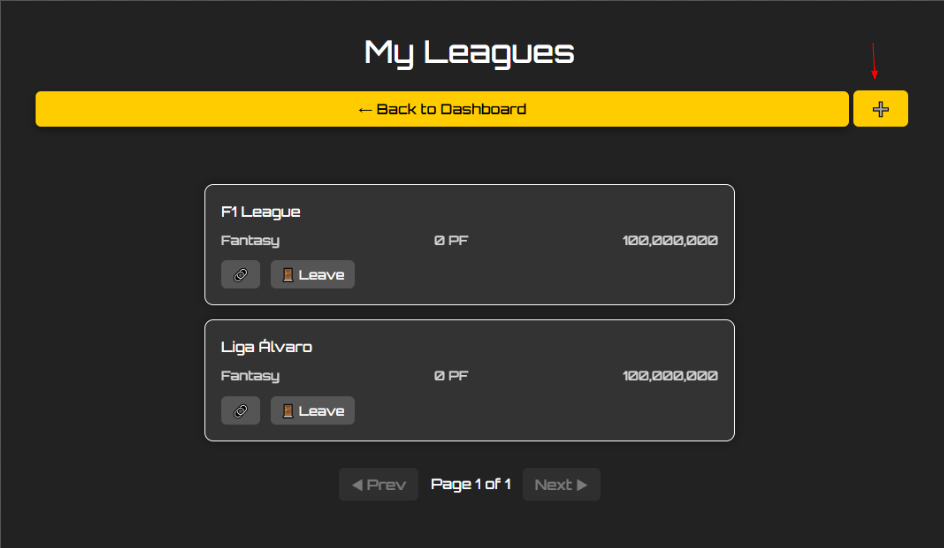 My Leagues
← Back to Dashboard ➕
F1 League
Fantasy 0 PF 100,000,000
🔗 🚪 Leave
Liga Álvaro
Fantasy 0 PF 100,000,000
🔗 🚪 Leave
◀ Prev Page 1 of 1 Next ▶